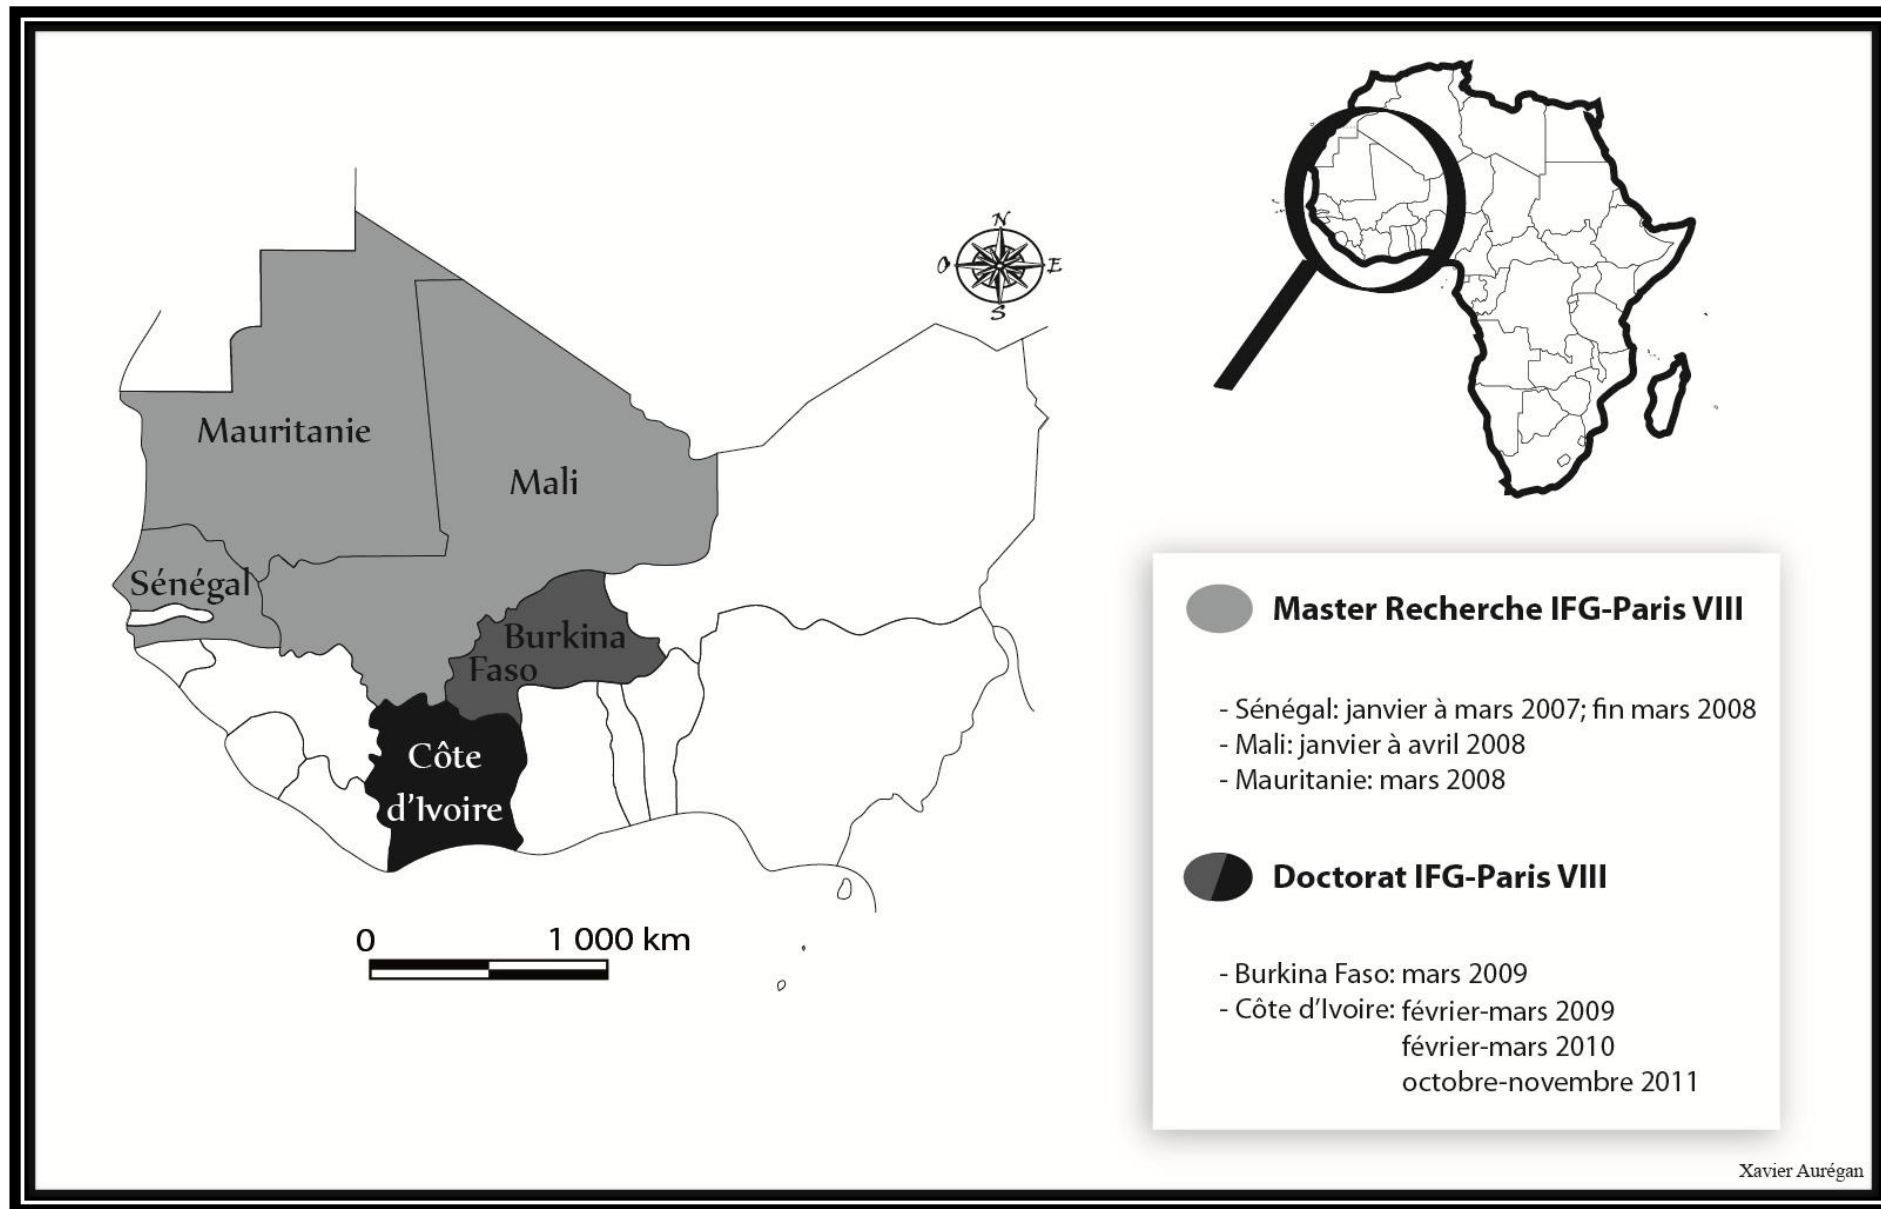 N
O
E
S
Mauritanie
Mali
Sénégal
Burkina
Faso
Côte
d’Ivoire
0
1 000 km
Master Recherche IFG-Paris VIII
- Sénégal: janvier à mars 2007; fin mars 2008
- Mali: janvier à avril 2008
- Mauritanie: mars 2008
Doctorat IFG-Paris VIII
- Burkina Faso: mars 2009
- Côte d’Ivoire: février-mars 2009
février-mars 2010
octobre-novembre 2011
Xavier Aurégan